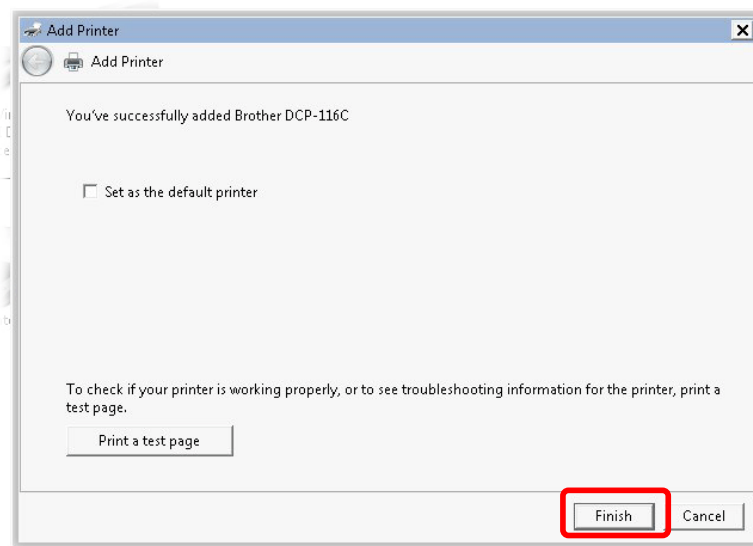 Add Printer
Add Printer
You've successfully added Brother DCP-116C
Set as the default printer
To check if your printer is working properly, or to see troubleshooting information for the printer, print a
test page.
Print a test page
Finish
Cancel